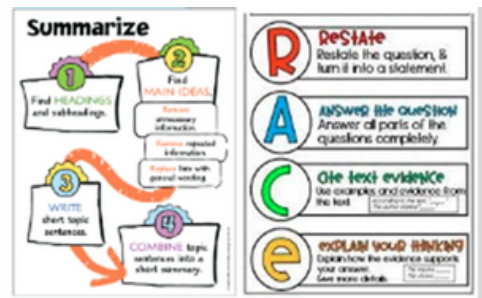 Summarize
1
Find HEADINGS
and subheadings.
2
Find
MAIN IDEAS.
Remove
unnecessary
information.
Remove repeated
information.
Replace lists with
general wording.
3
WRITE
short topic
sentences.
4
COMBINE topic
sentences into a
short summary.
R
Restate
Restate the question, &
turn it into a statement.
A
Answer the question
Answer all parts of the
questions completely.
C
Cite text evidence
Use examples and evidence from
the text.
e
explain your thinking
Explain how the evidence supports
your answer.
Give more details.